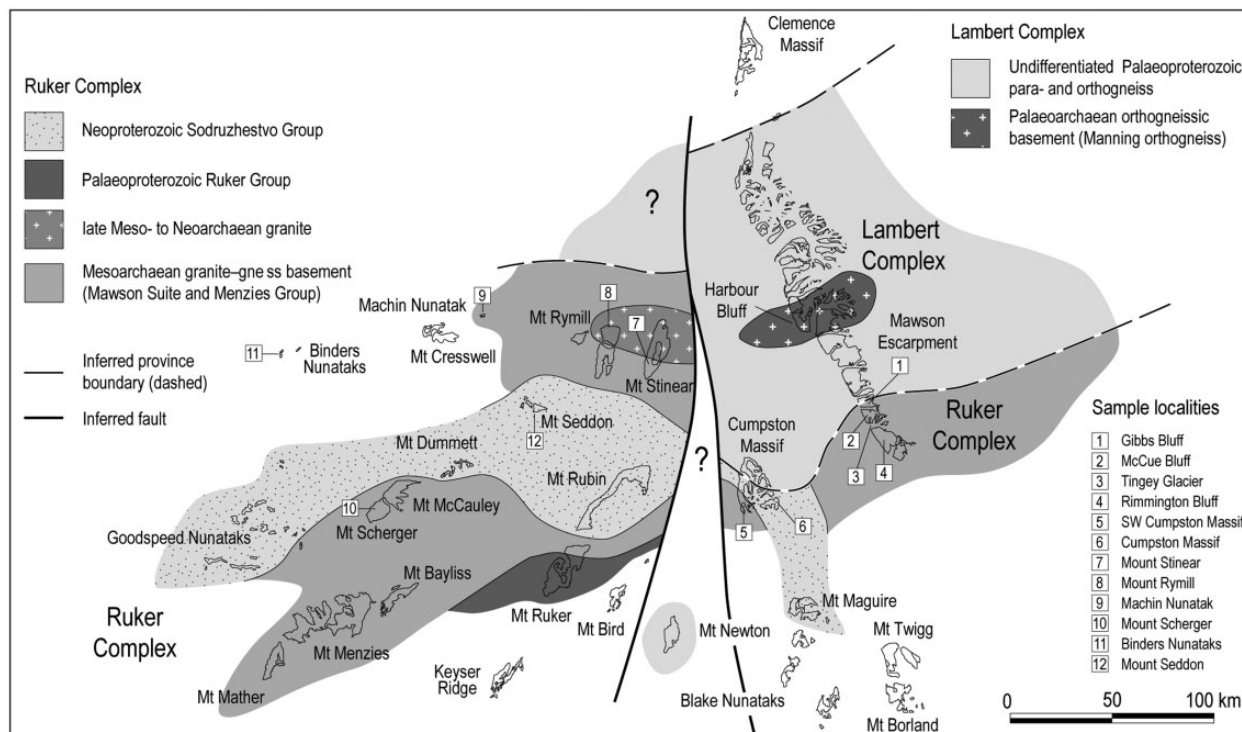 Ruker Complex
Neoproterozoic Sodruzhestvo Group
Palaeoproterozoic Ruker Group
late Meso- to Neoarchaean granite
Mesoarchaean granite–gne ss basement
(Mawson Suite and Menzies Group)
Inferred province
boundary (dashed)
Inferred fault
Clemence
Massif
Lambert Complex
Undifferentiated Palaeoproterozoic
para- and orthogneiss
Palaeoarchaean orthogneissic
basement (Manning orthogneiss)
?
Lambert
Complex
Harbour
Bluff
Mawson
Escarpment
1
Ruker
Complex
2
3
4
Machin Nunatak
9
Mt Cresswell
11
Binders
Nunataks
Mt Rymill
8
7
Mt Stinear
Mt Seddon
12
Mt Dummett
Mt Rubin
?
Cumpston
Massif
5
6
10
Mt McCauley
Mt Scherger
Goodspeed Nunataks
Mt Bayliss
Ruker
Complex
Mt Menzies
Mt Mather
Mt Ruker
Mt Bird
Keyser
Ridge
Mt Newton
Mt Maguire
Mt Twigg
Blake Nunataks
Mt Borland
Sample localities
1 Gibbs Bluff
2 McCue Bluff
3 Tingey Glacier
4 Rimmington Bluff
5 SW Cumpston Massif
6 Cumpston Massif
7 Mount Stinear
8 Mount Rymill
9 Machin Nunatak
10 Mount Scherger
11 Binders Nunataks
12 Mount Seddon
0 50 100 km